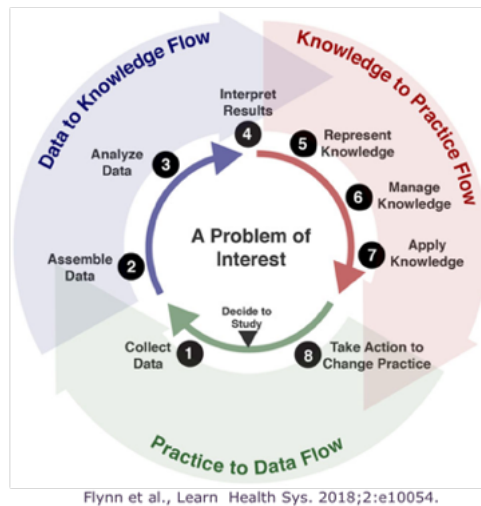 Data to Knowledge Flow
Knowledge to Practice Flow
Interpret
Results
4
5
Represent
Knowledge
Analyze
Data
3
6
Manage
Knowledge
A Problem of
Interest
7
Apply
Knowledge
Assemble
Data
2
Decide to
Study
Collect
Data
1
8
Take Action to
Change Practice
Practice to Data Flow
Flynn et al., Learn Health Sys. 2018;2:e10054.